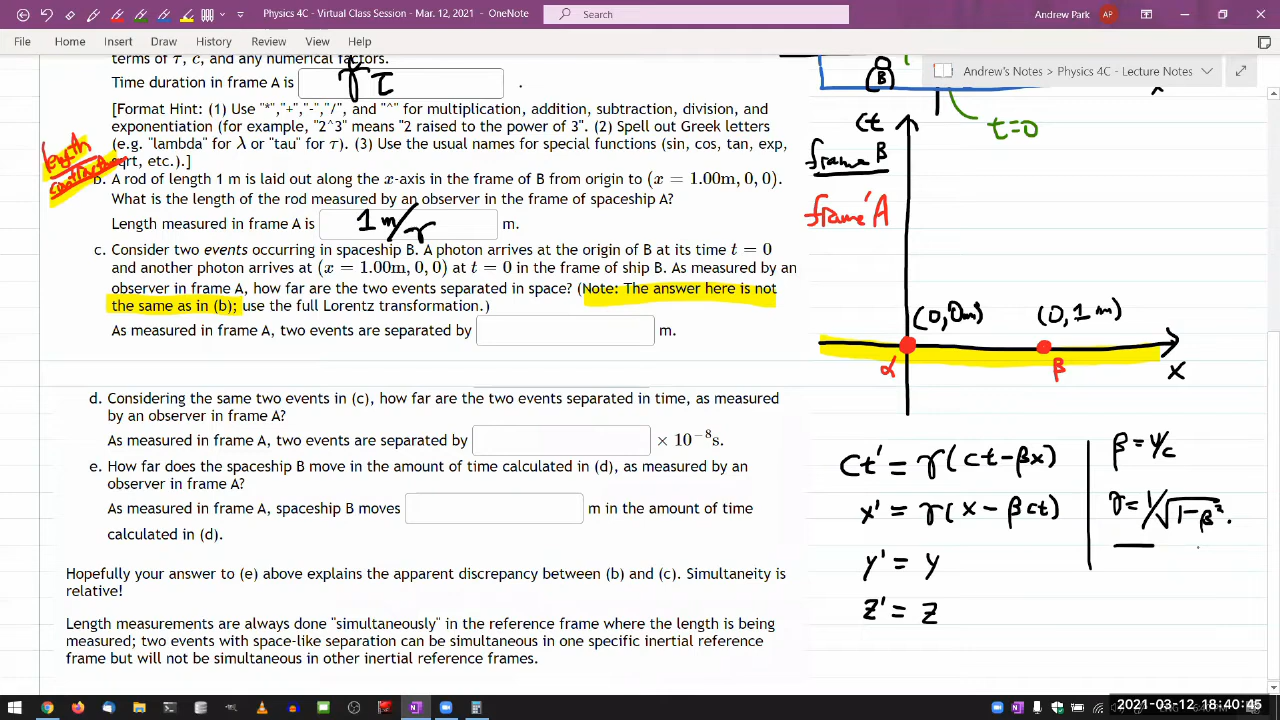 Physics 4C - Virtual Class Session - Mar. 12, 2021 - OneNote
Search
Andrew Park
AP
File Home Insert Draw History Review View Help
Andrew's Notes » Physics 4C - Lecture Notes
terms of τ, c, and any numerical factors.
Time duration in frame A is γτ .
[Format Hint: (1) Use "*","+","-","/", and "^" for multiplication, addition, subtraction, division, and
exponentiation (for example, "2^3" means "2 raised to the power of 3". (2) Spell out Greek letters
(e.g. "lambda" for λ or "tau" for τ). (3) Use the usual names for special functions (sin, cos, tan, exp,
sqrt, etc.).]
length
contraction
b. A rod of length 1 m is laid out along the x-axis in the frame of B from origin to (x = 1.00m, 0, 0).
What is the length of the rod measured by an observer in the frame of spaceship A?
Length measured in frame A is 1 m/γ m.
c. Consider two events occurring in spaceship B. A photon arrives at the origin of B at its time t = 0
and another photon arrives at (x = 1.00m, 0, 0) at t = 0 in the frame of ship B. As measured by an
observer in frame A, how far are the two events separated in space? (Note: The answer here is not
the same as in (b); use the full Lorentz transformation.)
As measured in frame A, two events are separated by m.
d. Considering the same two events in (c), how far are the two events separated in time, as measured
by an observer in frame A?
As measured in frame A, two events are separated by × 10⁻⁸s.
e. How far does the spaceship B move in the amount of time calculated in (d), as measured by an
observer in frame A?
As measured in frame A, spaceship B moves m in the amount of time
calculated in (d).
Hopefully your answer to (e) above explains the apparent discrepancy between (b) and (c). Simultaneity is
relative!
Length measurements are always done "simultaneously" in the reference frame where the length is being
measured; two events with space-like separation can be simultaneous in one specific inertial reference
frame but will not be simultaneous in other inertial reference frames.
B
t=0
ct
frame B
frame A
(0, 0m) (0, 1m)
α β x
ct' = γ(ct-βx)
x' = γ(x - βct)
y' = y
z' = z
β = v/c
γ = 1/√1-β².
2021-03-12 18:40:45